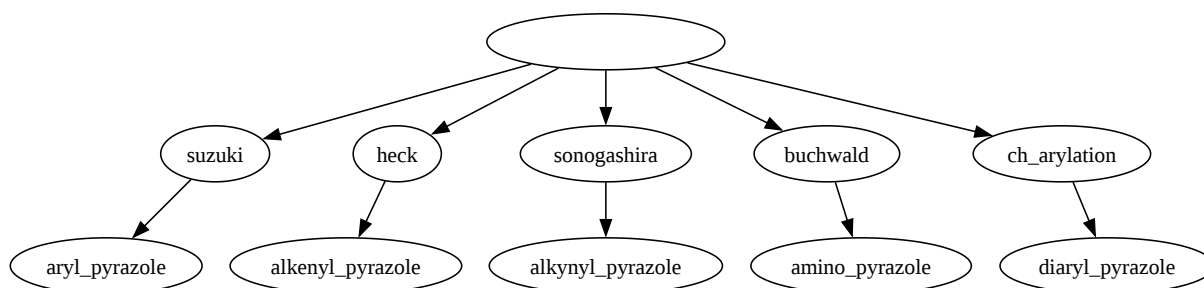 suzuki
heck
sonogashira
buchwald
ch_arylation
aryl_pyrazole
alkenyl_pyrazole
alkynyl_pyrazole
amino_pyrazole
diaryl_pyrazole